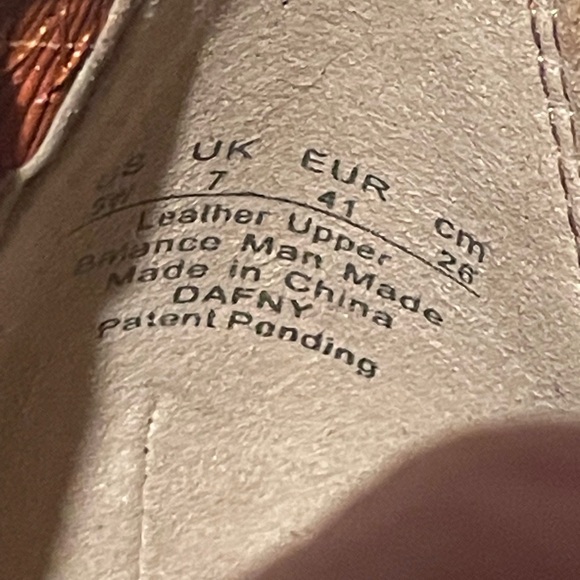 UK EUR cm
7 41 26
Leather Upper
Balance Man Made
Made in China
DAFNY
Patent Pending